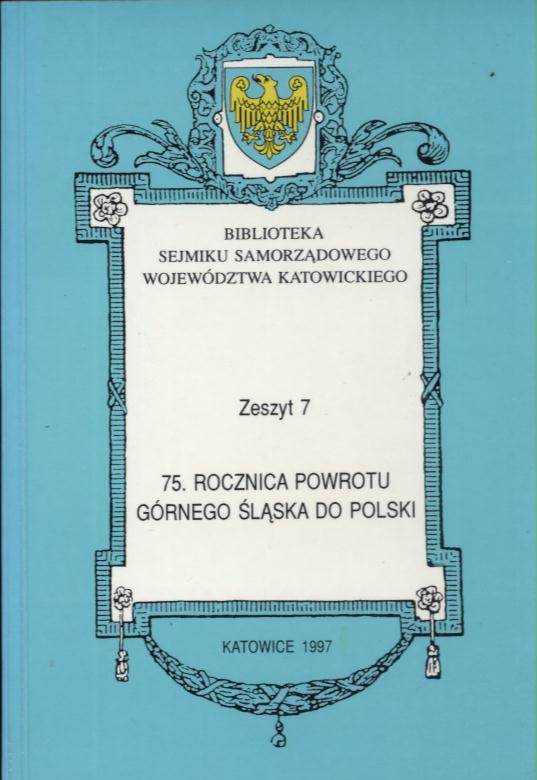 BIBLIOTEKA
SEJMIKU SAMORZĄDOWEGO
WOJEWÓDZTWA KATOWICKIEGO
Zeszyt 7
75. ROCZNICA POWROTU
GÓRNEGO ŚLĄSKA DO POLSKI
KATOWICE 1997